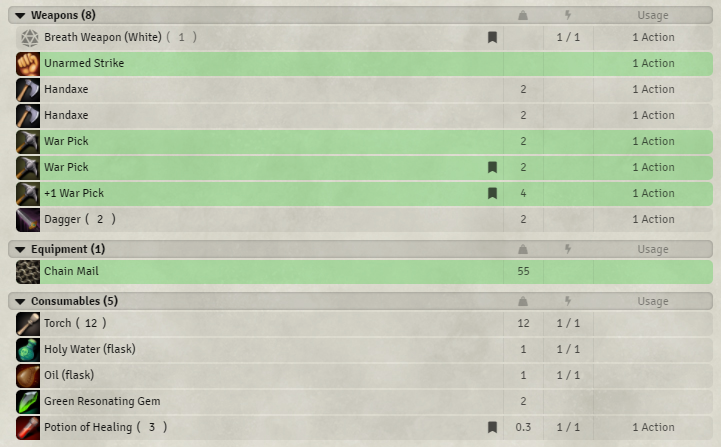 Weapons (8) Usage
Breath Weapon (White) ( 1 ) 1 / 1 1 Action
Unarmed Strike 1 Action
Handaxe 2 1 Action
Handaxe 2 1 Action
War Pick 2 1 Action
War Pick 2 1 Action
+1 War Pick 4 1 Action
Dagger ( 2 ) 2 1 Action
Equipment (1) Usage
Chain Mail 55
Consumables (5) Usage
Torch ( 12 ) 12 1 / 1
Holy Water (flask) 1 1 / 1
Oil (flask) 1 1 / 1
Green Resonating Gem 2
Potion of Healing ( 3 ) 0.3 1 / 1 1 Action